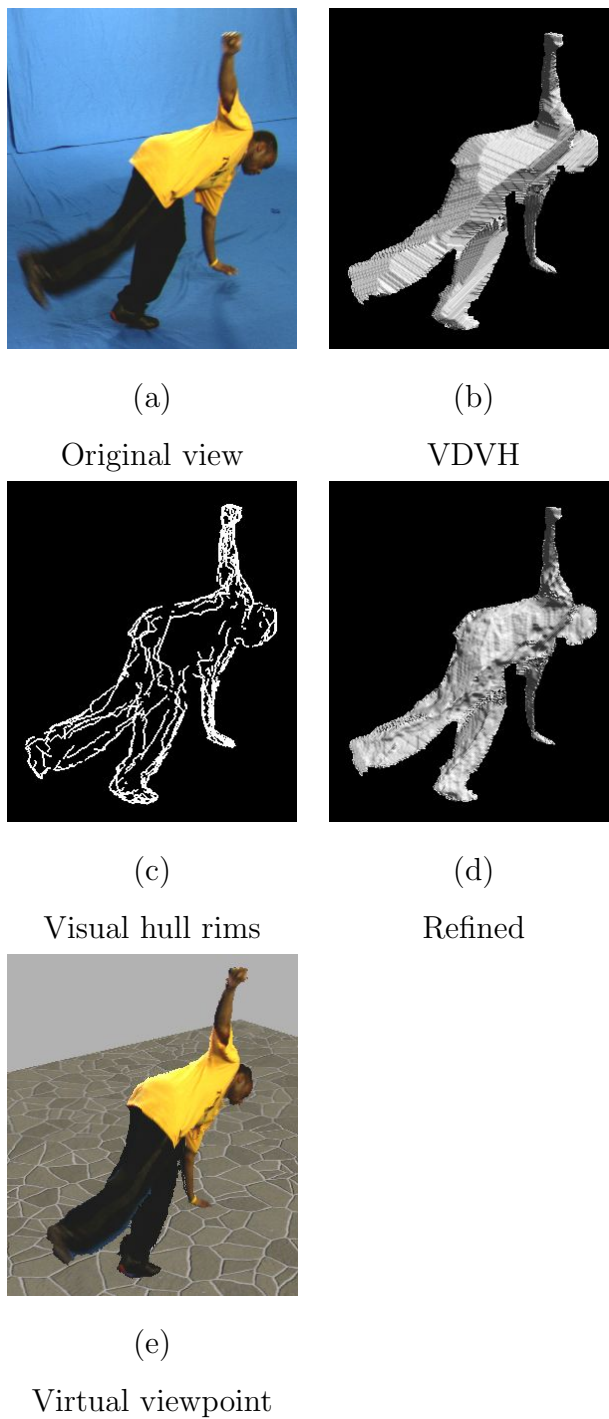 (a)
Original view
(b)
VDVH
(c)
Visual hull rims
(d)
Refined
(e)
Virtual viewpoint